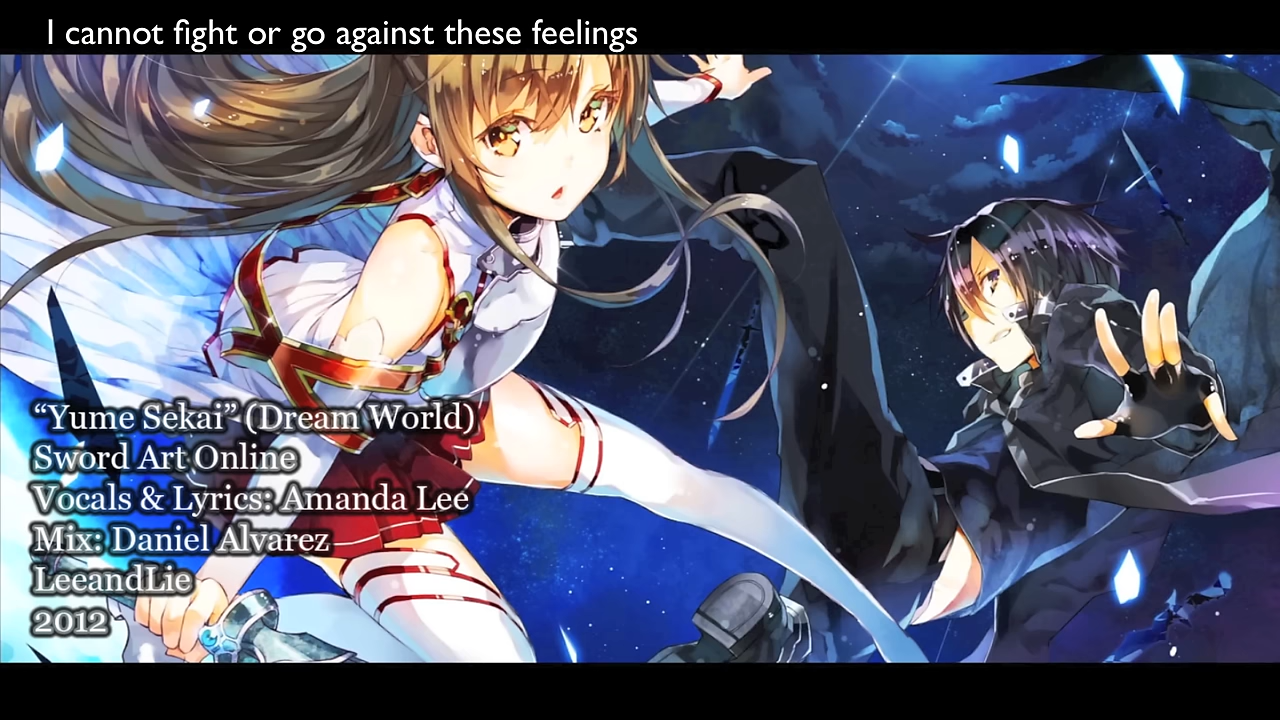 I cannot fight or go against these feelings
“Yume Sekai” (Dream World)
Sword Art Online
Vocals & Lyrics: Amanda Lee
Mix: Daniel Alvarez
LeeandLie
2012